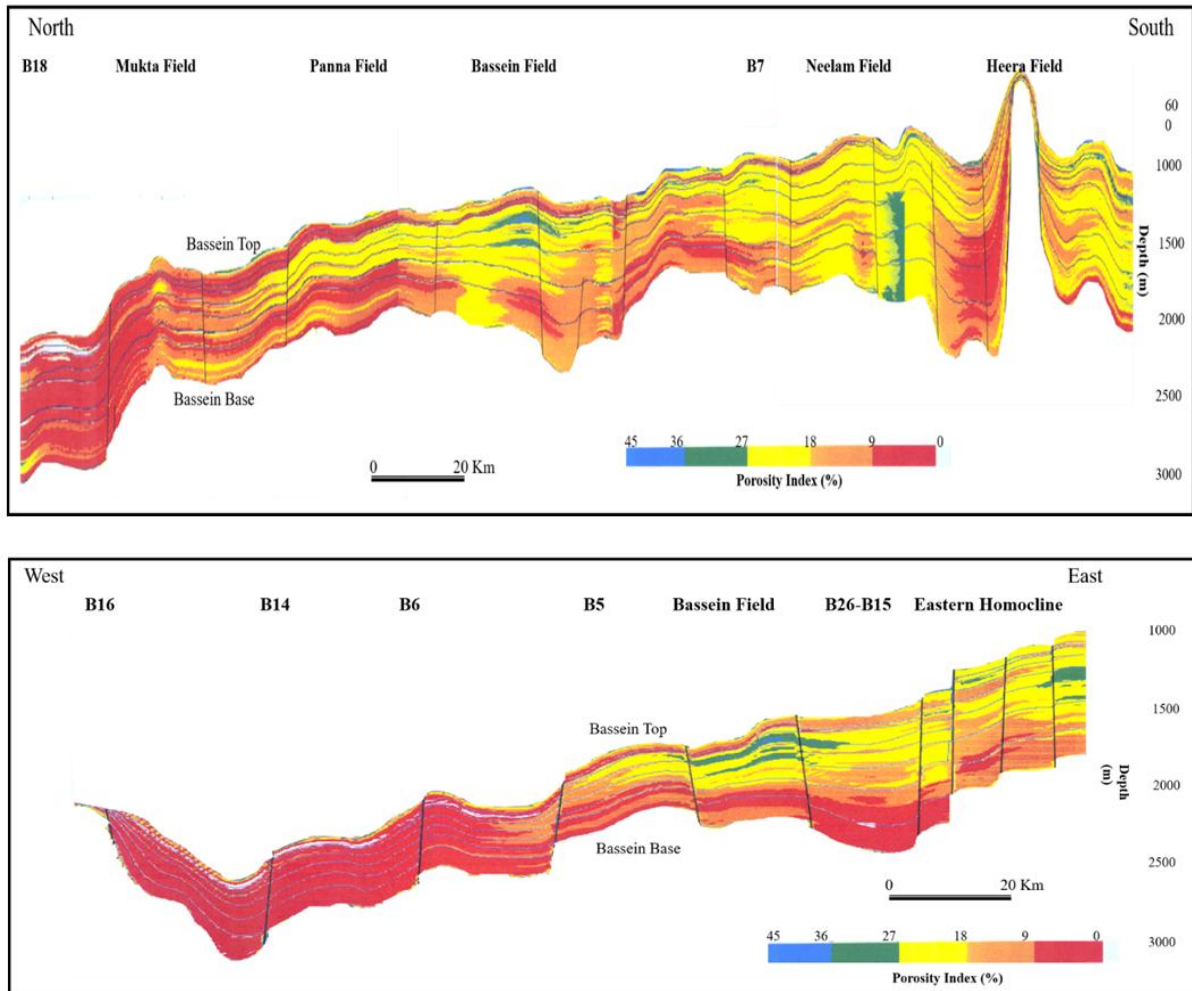 North South
B18 Mukta Field Panna Field Bassein Field B7 Neelam Field Heera Field
60
0
1000
Bassein Top
1500
Depth (m)
2000
Bassein Base
2500
45 36 27 18 9 0
0 20 Km
Porosity Index (%)
3000
West East
B16 B14 B6 B5 Bassein Field B26-B15 Eastern Homocline
1000
1500
Bassein Top
Depth
(m)
2000
Bassein Base
2500
0 20 Km
45 36 27 18 9 0
3000
Porosity Index (%)